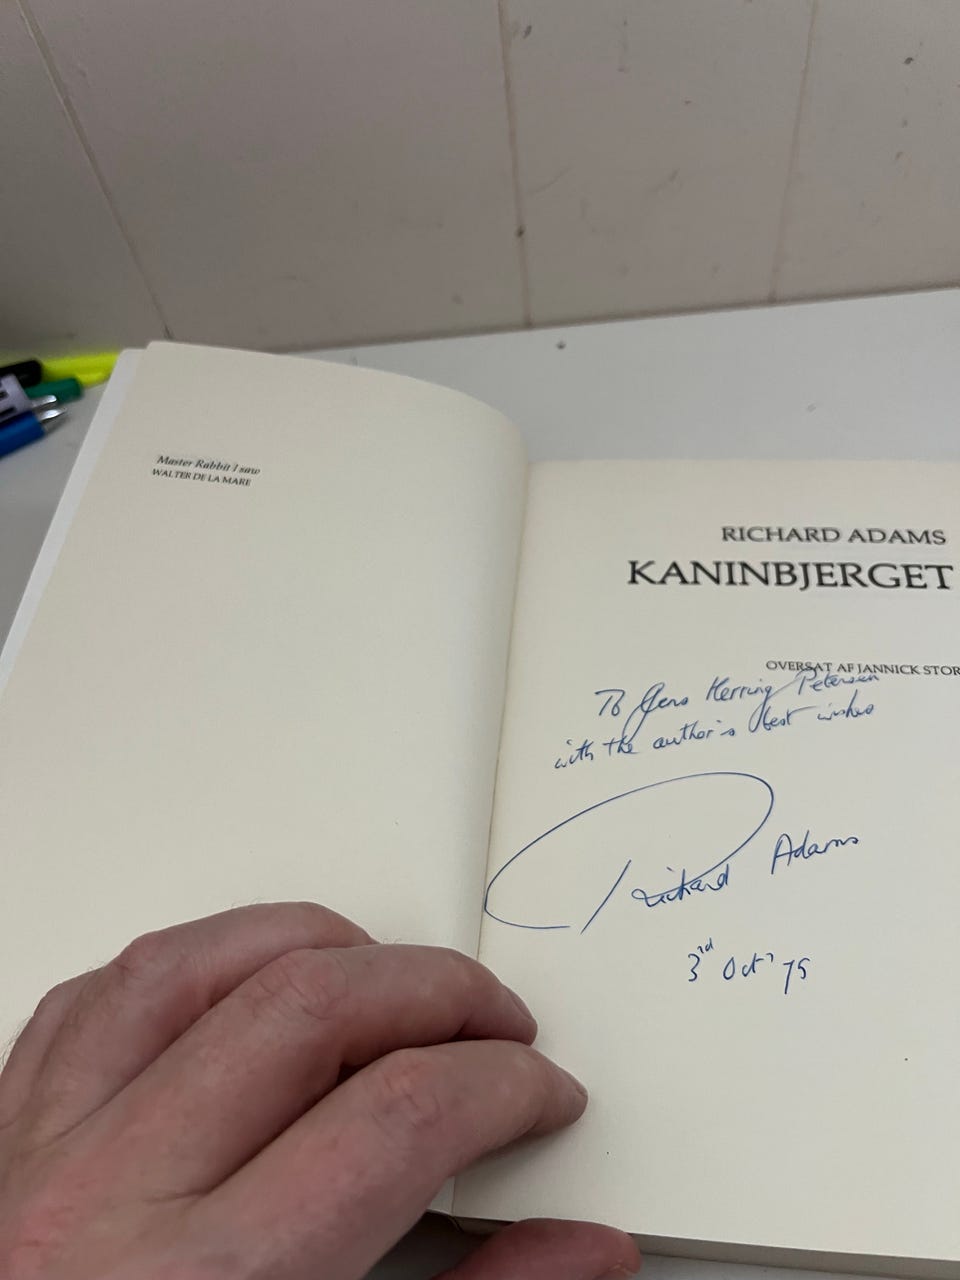 Master Rabbit I saw
WALTER DE LA MARE
RICHARD ADAMS
KANINBJERGET
OVERSAT AF JANNICK STOR
To Jens Herring Petersen
with the author's best wishes
Richard Adams
3rd Oct' 75